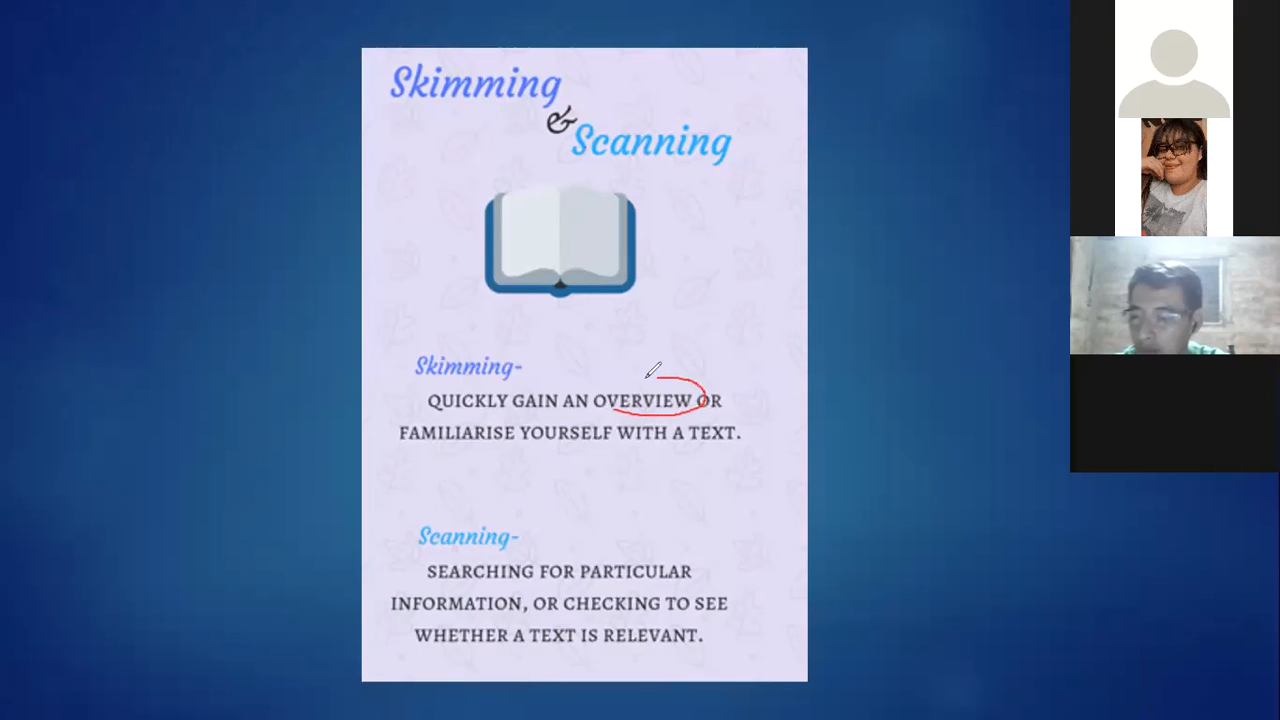 Skimming
&
Scanning
Skimming-
QUICKLY GAIN AN OVERVIEW OR
FAMILIARISE YOURSELF WITH A TEXT.
Scanning-
SEARCHING FOR PARTICULAR
INFORMATION, OR CHECKING TO SEE
WHETHER A TEXT IS RELEVANT.